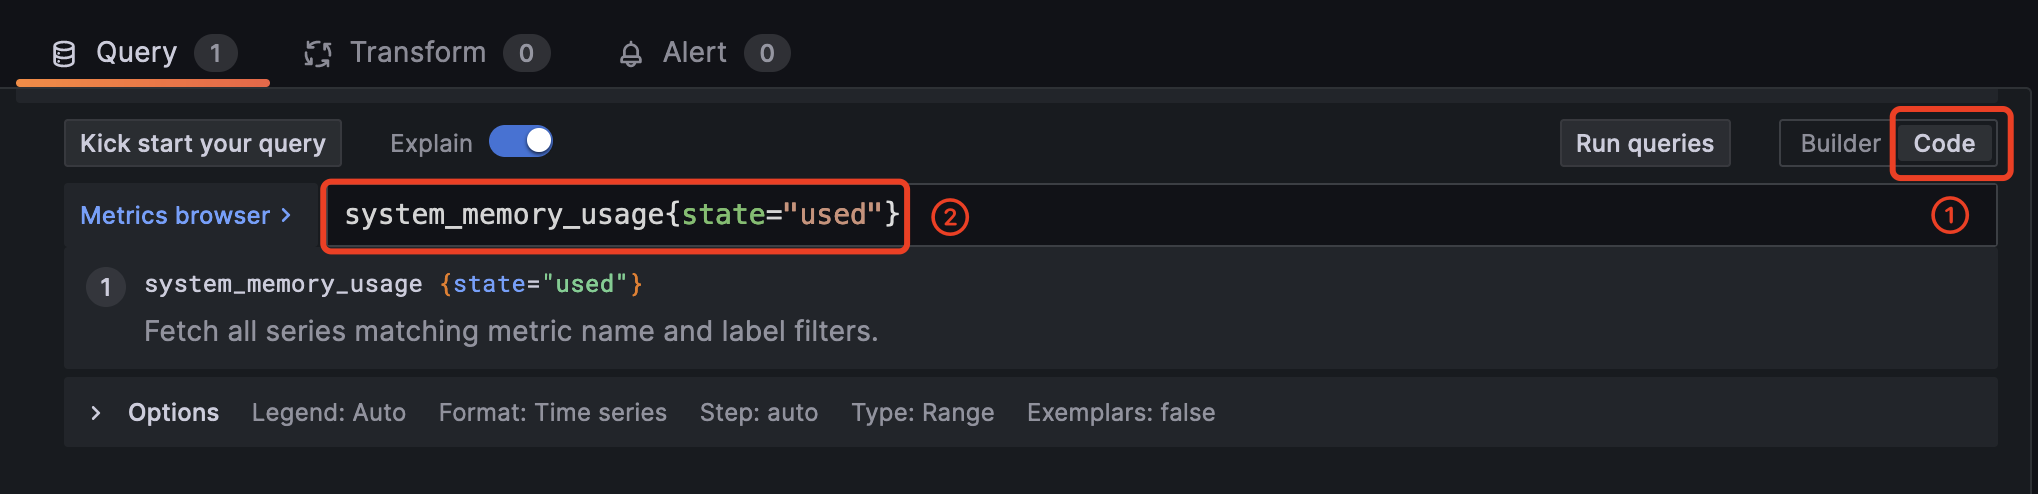 Query 1 Transform 0 Alert 0
Kick start your query Explain Run queries Builder Code
Metrics browser > system_memory_usage{state="used"} ② ①
1 system_memory_usage {state="used"}
Fetch all series matching metric name and label filters.
> Options Legend: Auto Format: Time series Step: auto Type: Range Exemplars: false